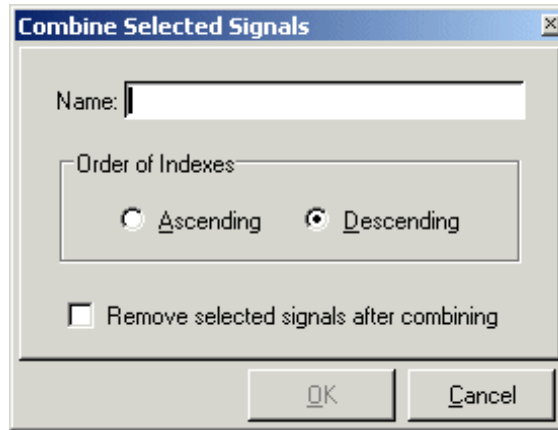 Combine Selected Signals
Name:
Order of Indexes
Ascending Descending
Remove selected signals after combining
OK Cancel